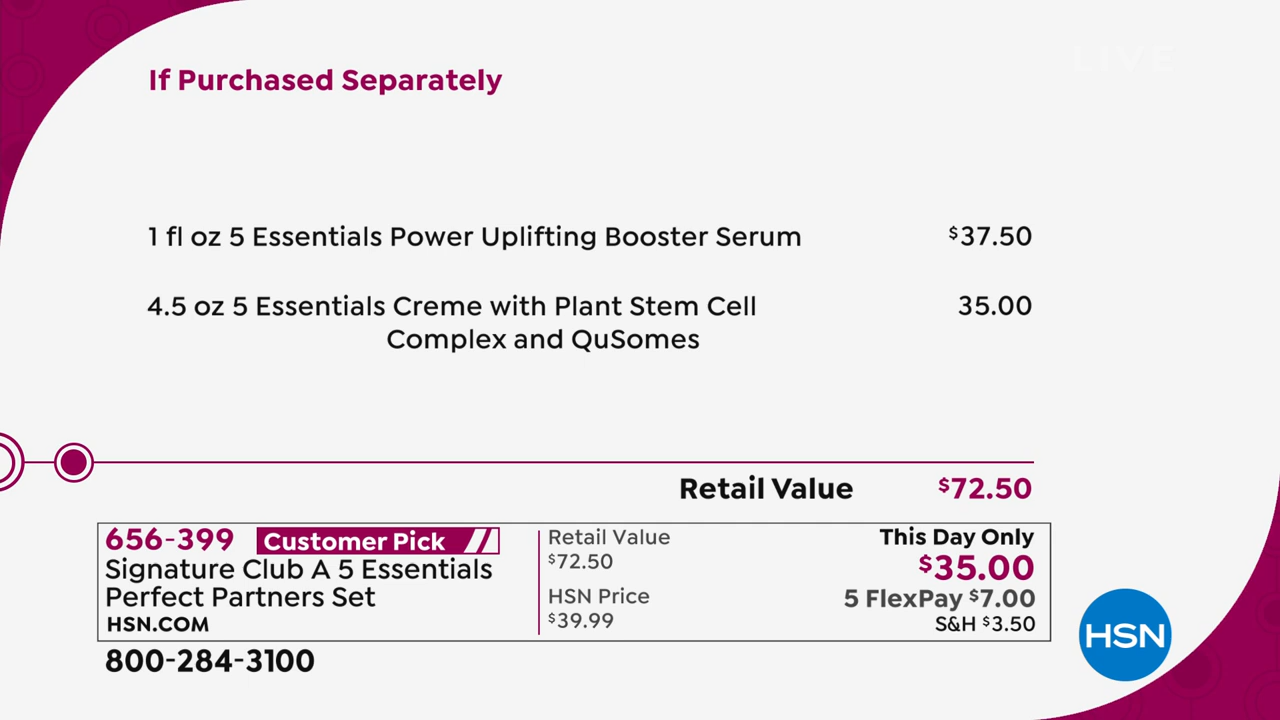 LIVE
If Purchased Separately
1 fl oz 5 Essentials Power Uplifting Booster Serum $37.50
4.5 oz 5 Essentials Creme with Plant Stem Cell 35.00
Complex and QuSomes
Retail Value $72.50
656-399 Customer Pick
Signature Club A 5 Essentials
Perfect Partners Set
HSN.COM
Retail Value
$72.50
HSN Price
$39.99
This Day Only
$35.00
5 FlexPay $7.00
S&H $3.50
HSN
800-284-3100